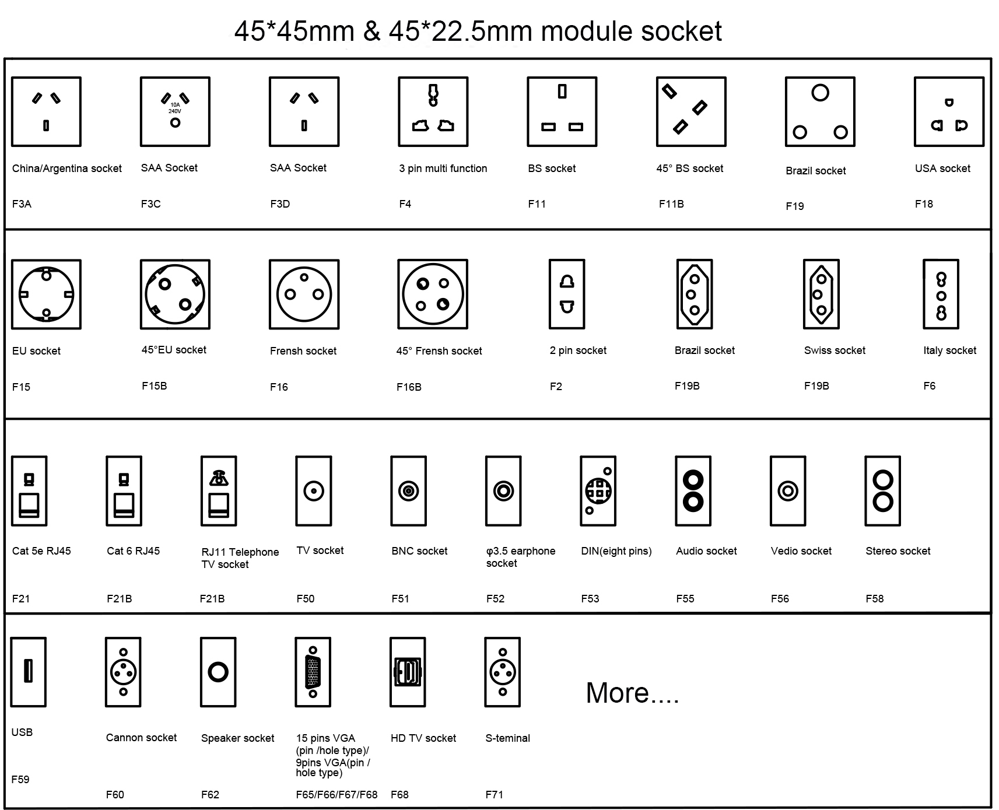 45*45mm & 45*22.5mm module socket
10A
240V
China/Argentina socket
SAA Socket
SAA Socket
3 pin multi function
BS socket
45° BS socket
Brazil socket
USA socket
F3A
F3C
F3D
F4
F11
F11B
F19
F18
EU socket
45°EU socket
Frensh socket
45° Frensh socket
2 pin socket
Brazil socket
Swiss socket
Italy socket
F15
F15B
F16
F16B
F2
F19B
F19B
F6
Cat 5e RJ45
Cat 6 RJ45
RJ11 Telephone
TV socket
TV socket
BNC socket
φ3.5 earphone
socket
DIN(eight pins)
Audio socket
Vedio socket
Stereo socket
F21
F21B
F21B
F50
F51
F52
F53
F55
F56
F58
USB
Cannon socket
Speaker socket
15 pins VGA
(pin /hole type)/
9pins VGA(pin /
hole type)
HD TV socket
S-teminal
More....
F59
F60
F62
F65/F66/F67/F68
F68
F71